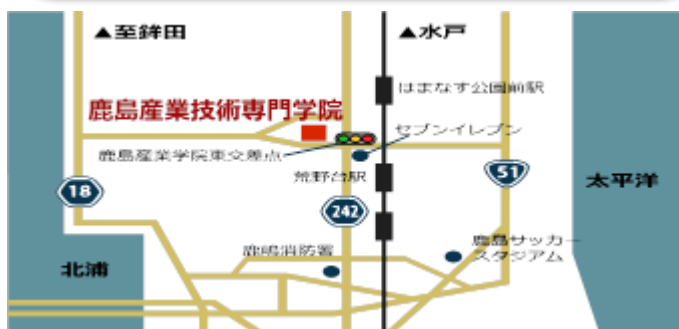 ▲至鉾田
▲水戸
はまなす公園前駅
鹿島産業技術専門学院
セブンイレブン
鹿島産業学院東交差点
荒野台駅
18
51
太平洋
242
鹿嶋消防署
鹿島サッカー
スタジアム
北浦